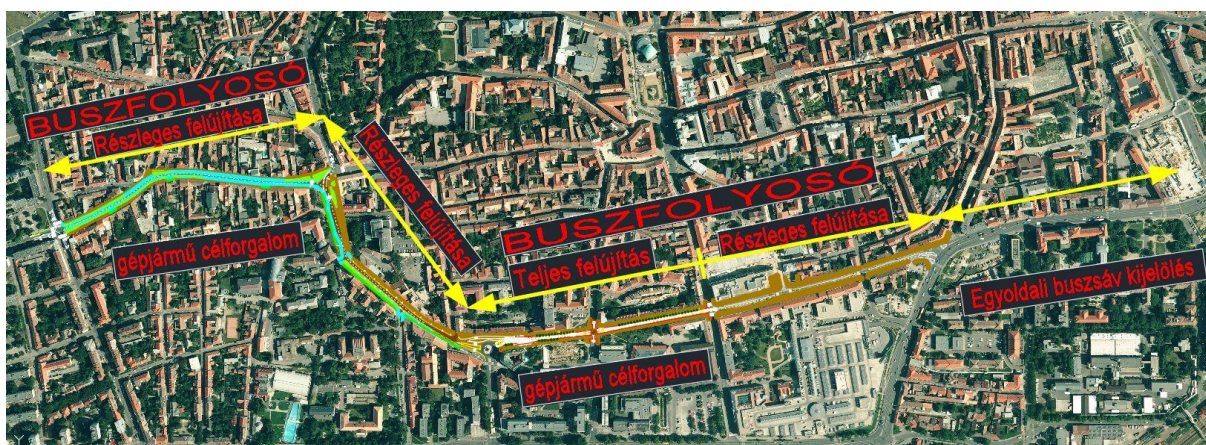 BUSZFOLYOSÓ
Részleges felújítása
Részleges felújítása
gépjármű célforgalom
BUSZFOLYOSÓ
Teljes felújítás
Részleges felújítása
Egyoldali buszsáv kijelölés
gépjármű célforgalom